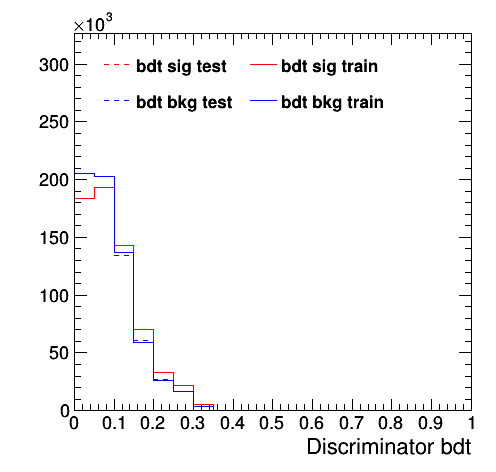 ×10³
300
bdt sig test
bdt sig train
bdt bkg test
bdt bkg train
250
200
150
100
50
0
0 0.1 0.2 0.3 0.4 0.5 0.6 0.7 0.8 0.9 1
Discriminator bdt